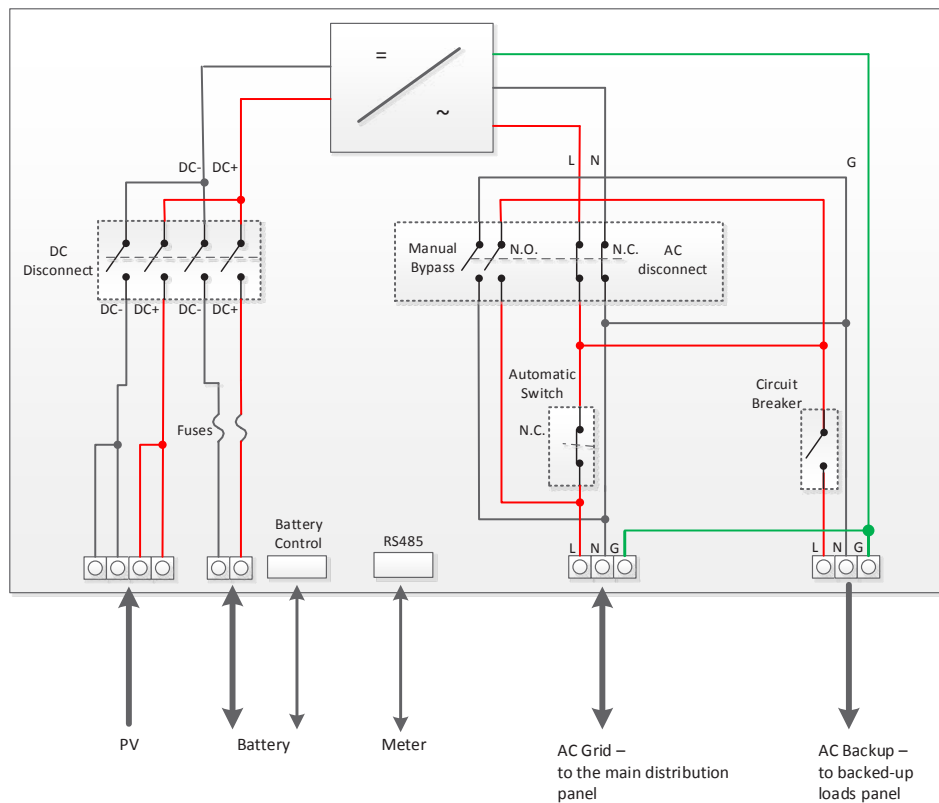 =
~
L N
G
DC- DC+
DC
Disconnect
Manual
Bypass
N.O.
N.C.
AC
disconnect
DC- DC+ DC- DC+
Automatic
Switch
N.C.
Circuit
Breaker
Fuses
Battery
Control
RS485
L N G
L N G
PV
Battery
Meter
AC Grid –
to the main distribution
panel
AC Backup –
to backed-up
loads panel